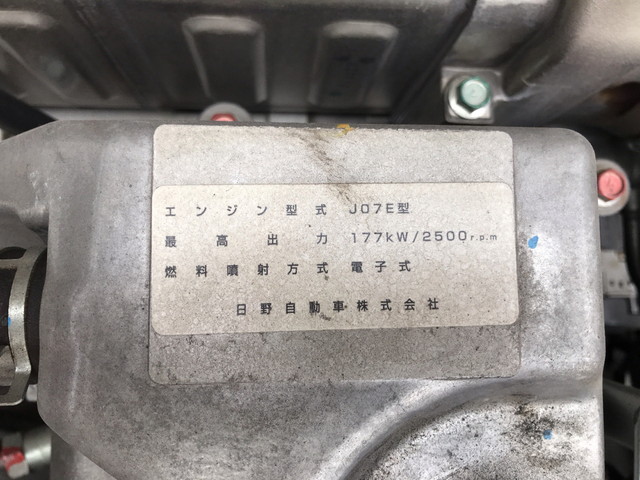 エンジン型式 J07E型
最高出力 177kW/2500r.p.m
燃料噴射方式 電子式
日野自動車株式会社